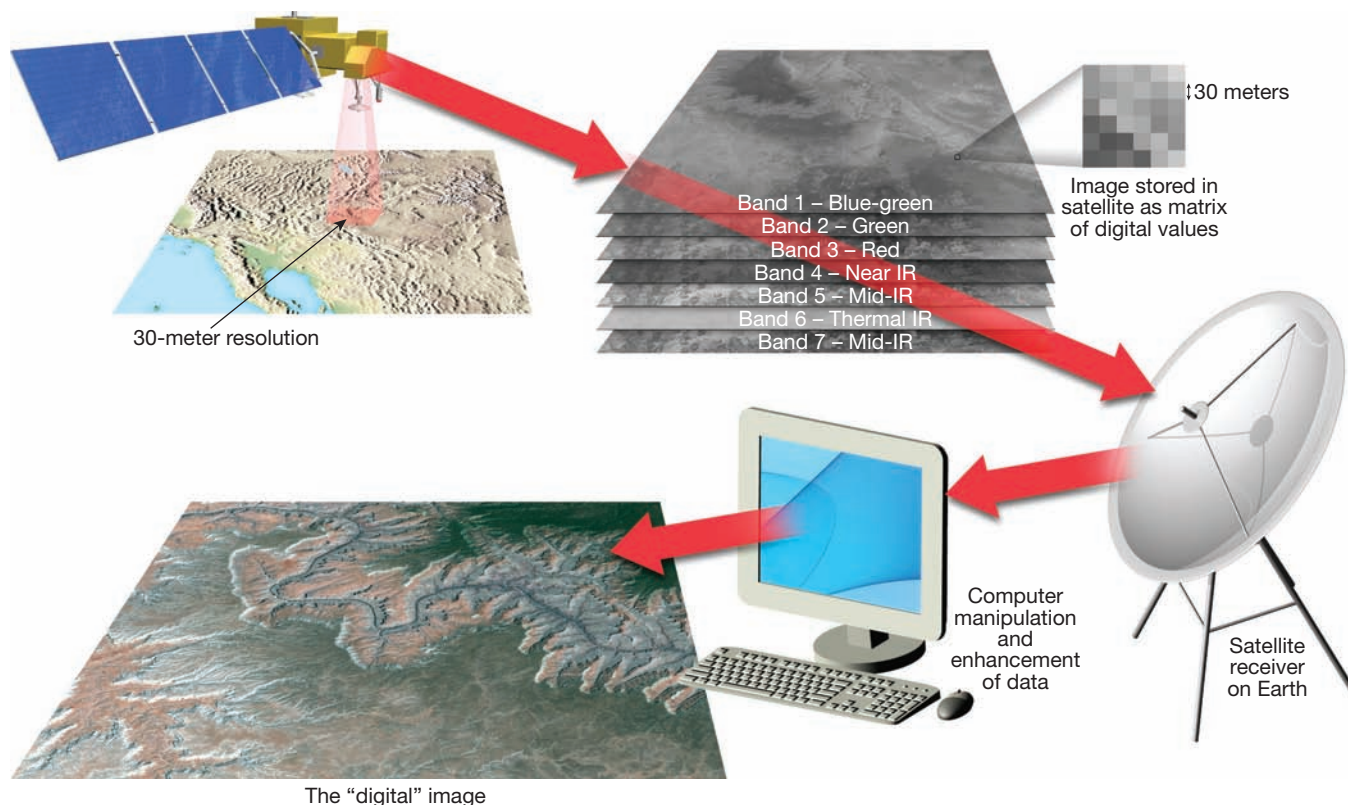 30-meter resolution
Band 1 – Blue-green
Band 2 – Green
Band 3 – Red
Band 4 – Near IR
Band 5 – Mid-IR
Band 6 – Thermal IR
Band 7 – Mid-IR
30 meters
Image stored in
satellite as matrix
of digital values
Satellite
receiver
on Earth
Computer
manipulation
and
enhancement
of data
The “digital” image